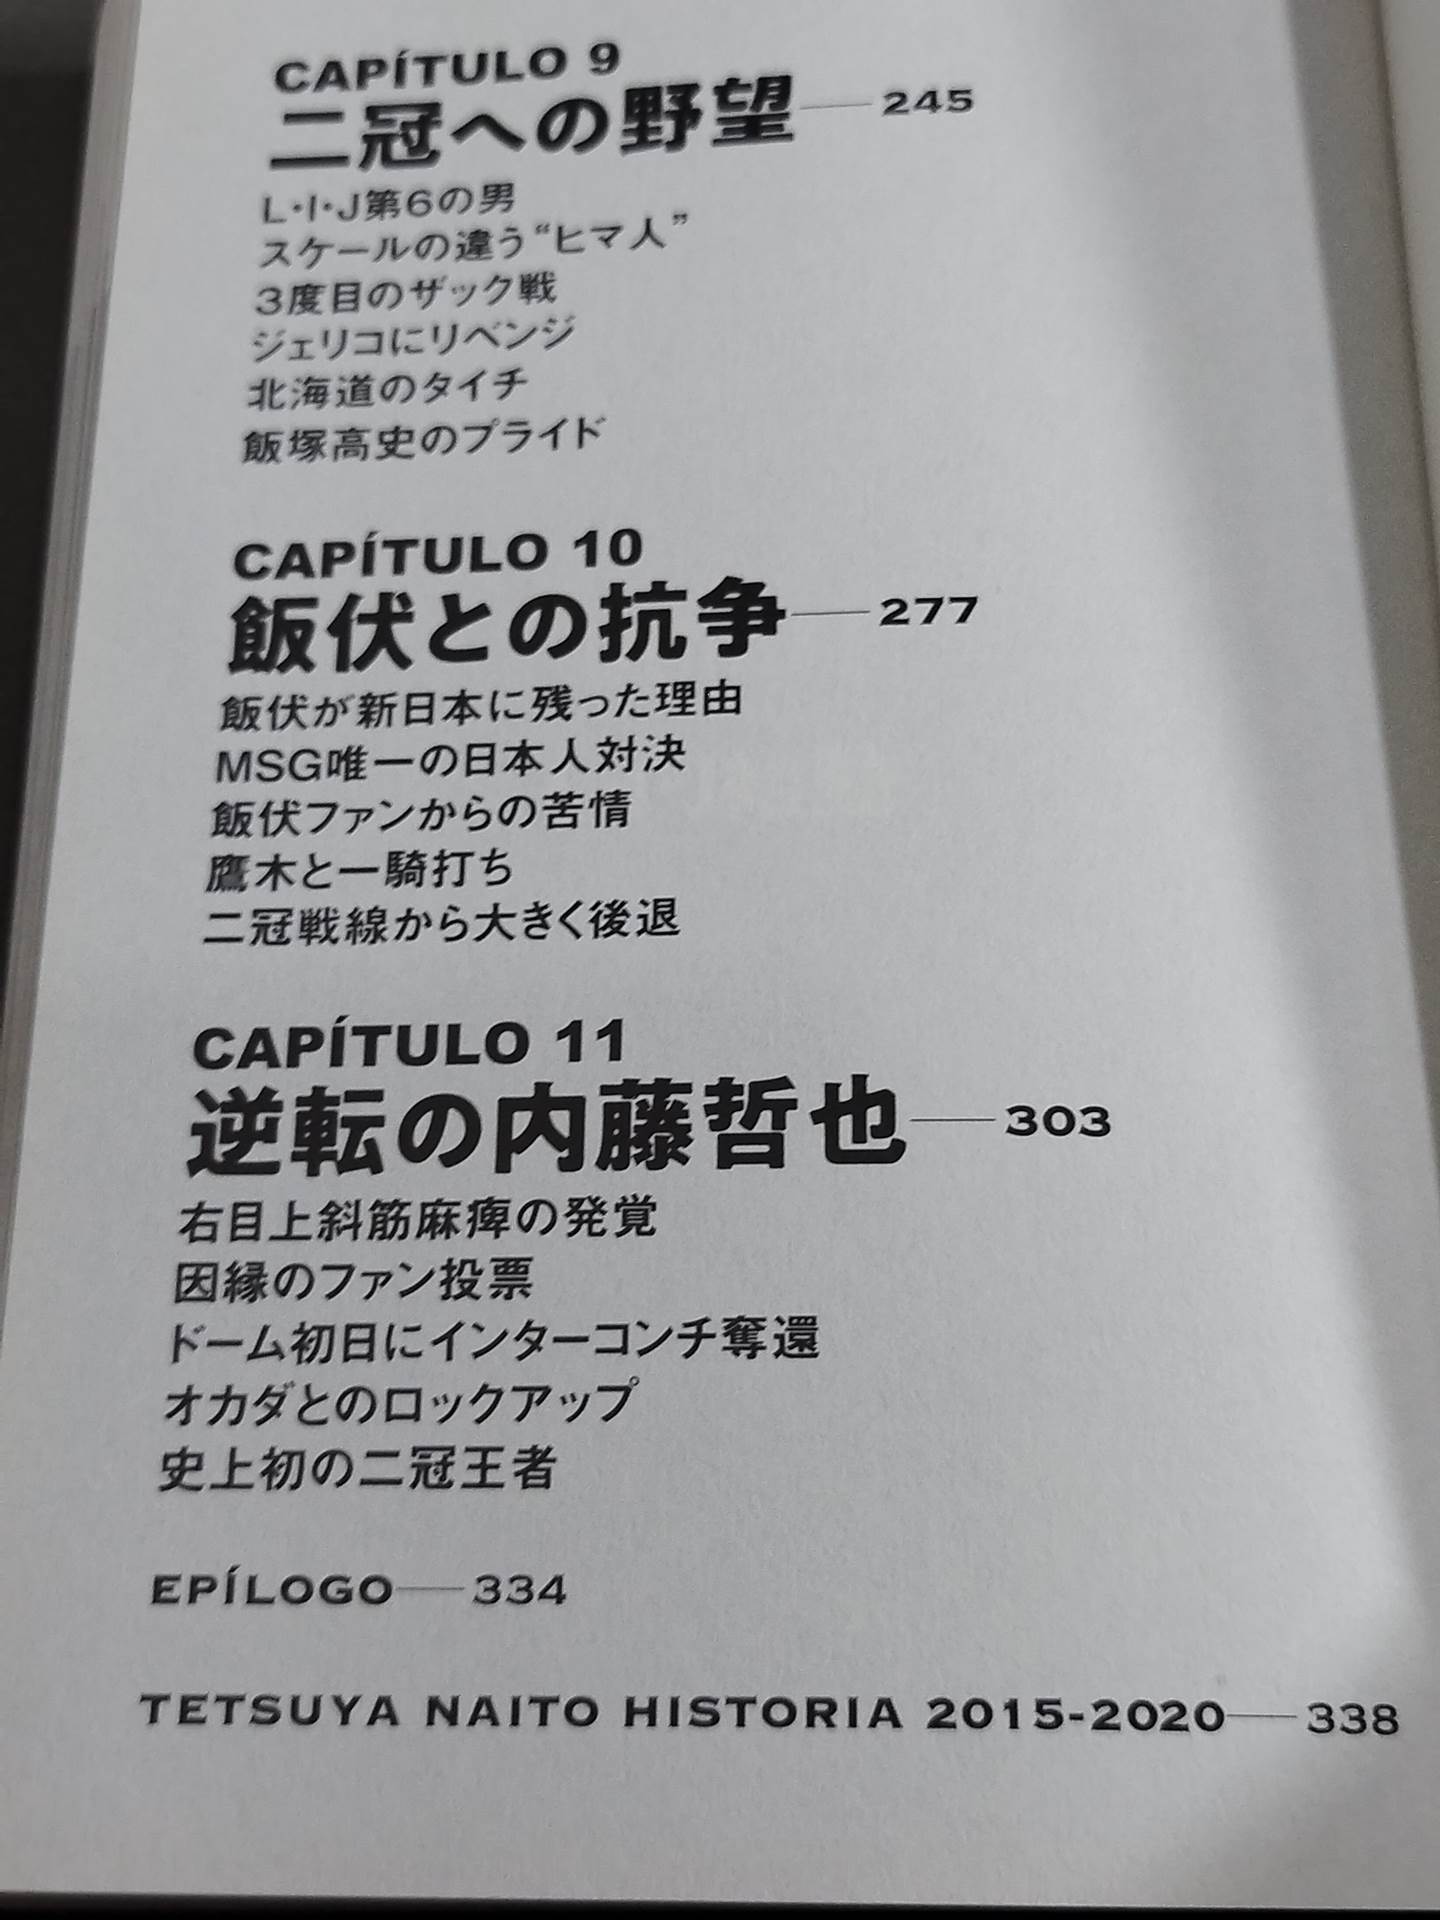 CAPÍTULO 9
二冠への野望——245
L・I・J第6の男
スケールの違う“ヒマ人”
3度目のザック戦
ジェリコにリベンジ
北海道のタイチ
飯塚高史のプライド
CAPÍTULO 10
飯伏との抗争——277
飯伏が新日本に残った理由
MSG唯一の日本人対決
飯伏ファンからの苦情
鷹木と一騎打ち
二冠戦線から大きく後退
CAPÍTULO 11
逆転の内藤哲也——303
右目上斜筋麻痺の発覚
因縁のファン投票
ドーム初日にインターコンチ奪還
オカダとのロックアップ
史上初の二冠王者
EPÍLOGO——334
TETSUYA NAITO HISTORIA 2015-2020——338